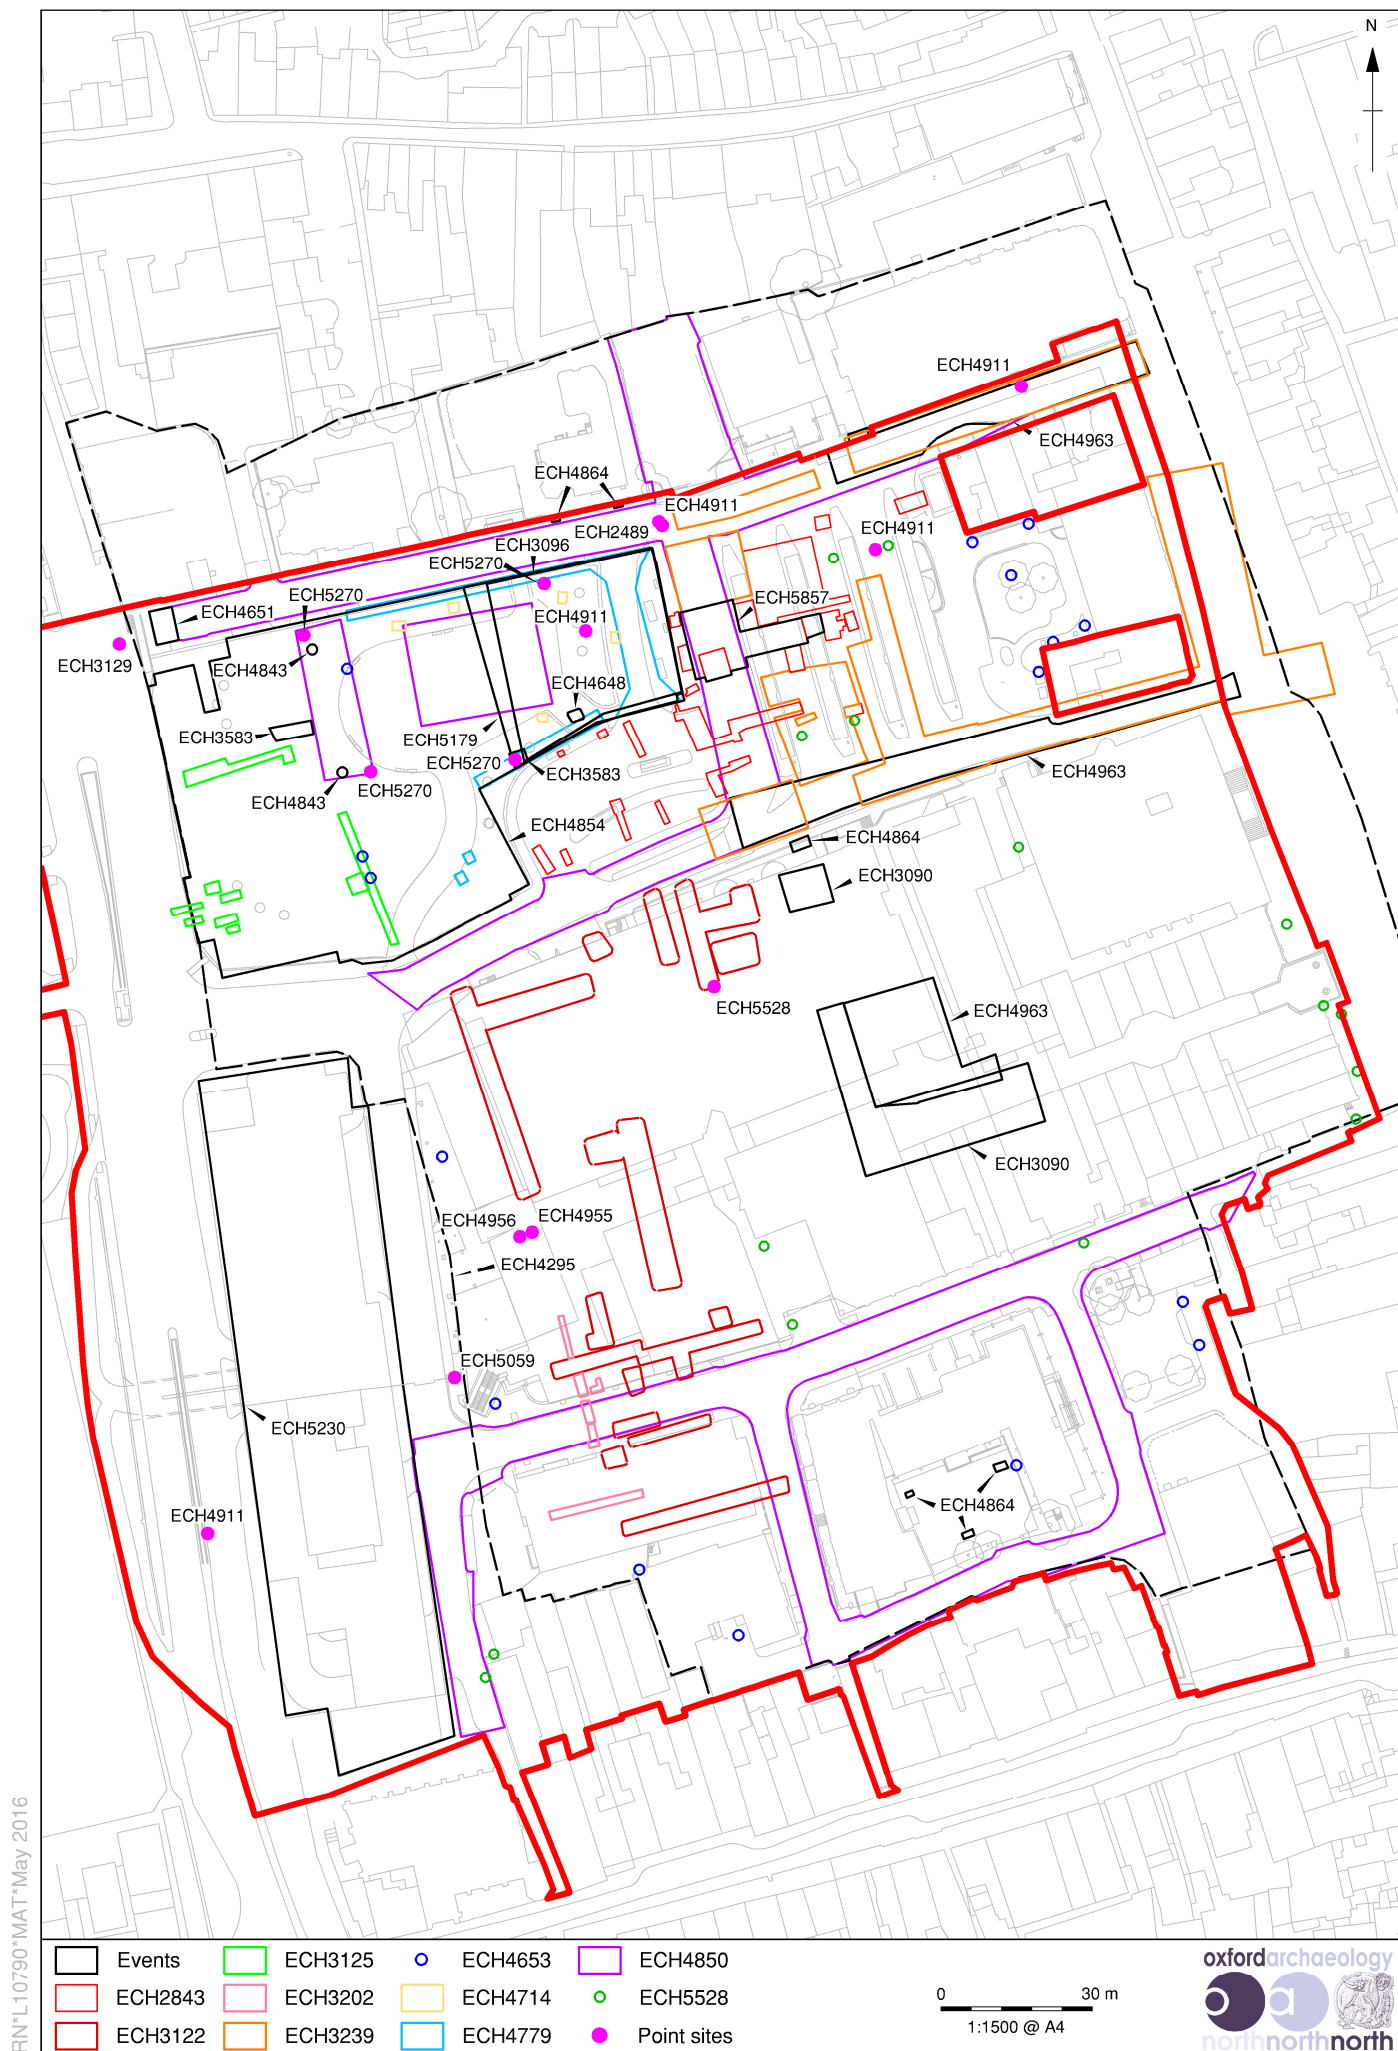 N
ECH4911
ECH4963
ECH4864
ECH4911
ECH2489
ECH4911
ECH3096
ECH5270
ECH5270
ECH5857
ECH4651
ECH4911
ECH3129
ECH4843
ECH4648
ECH3583
ECH5179
ECH5270
ECH3583
ECH4963
ECH4843
ECH5270
ECH4854
ECH4864
ECH3090
ECH5528
ECH4963
ECH3090
ECH4956
ECH4955
ECH4295
ECH5059
ECH5230
ECH4864
ECH4911
RN*L10790*MAT*May 2016
Events
ECH3125
ECH4653
ECH4850
ECH2843
ECH3202
ECH4714
ECH5528
ECH3122
ECH3239
ECH4779
Point sites
0 30 m
1:1500 @ A4
oxfordarchaeology
o a
northnorthnorth